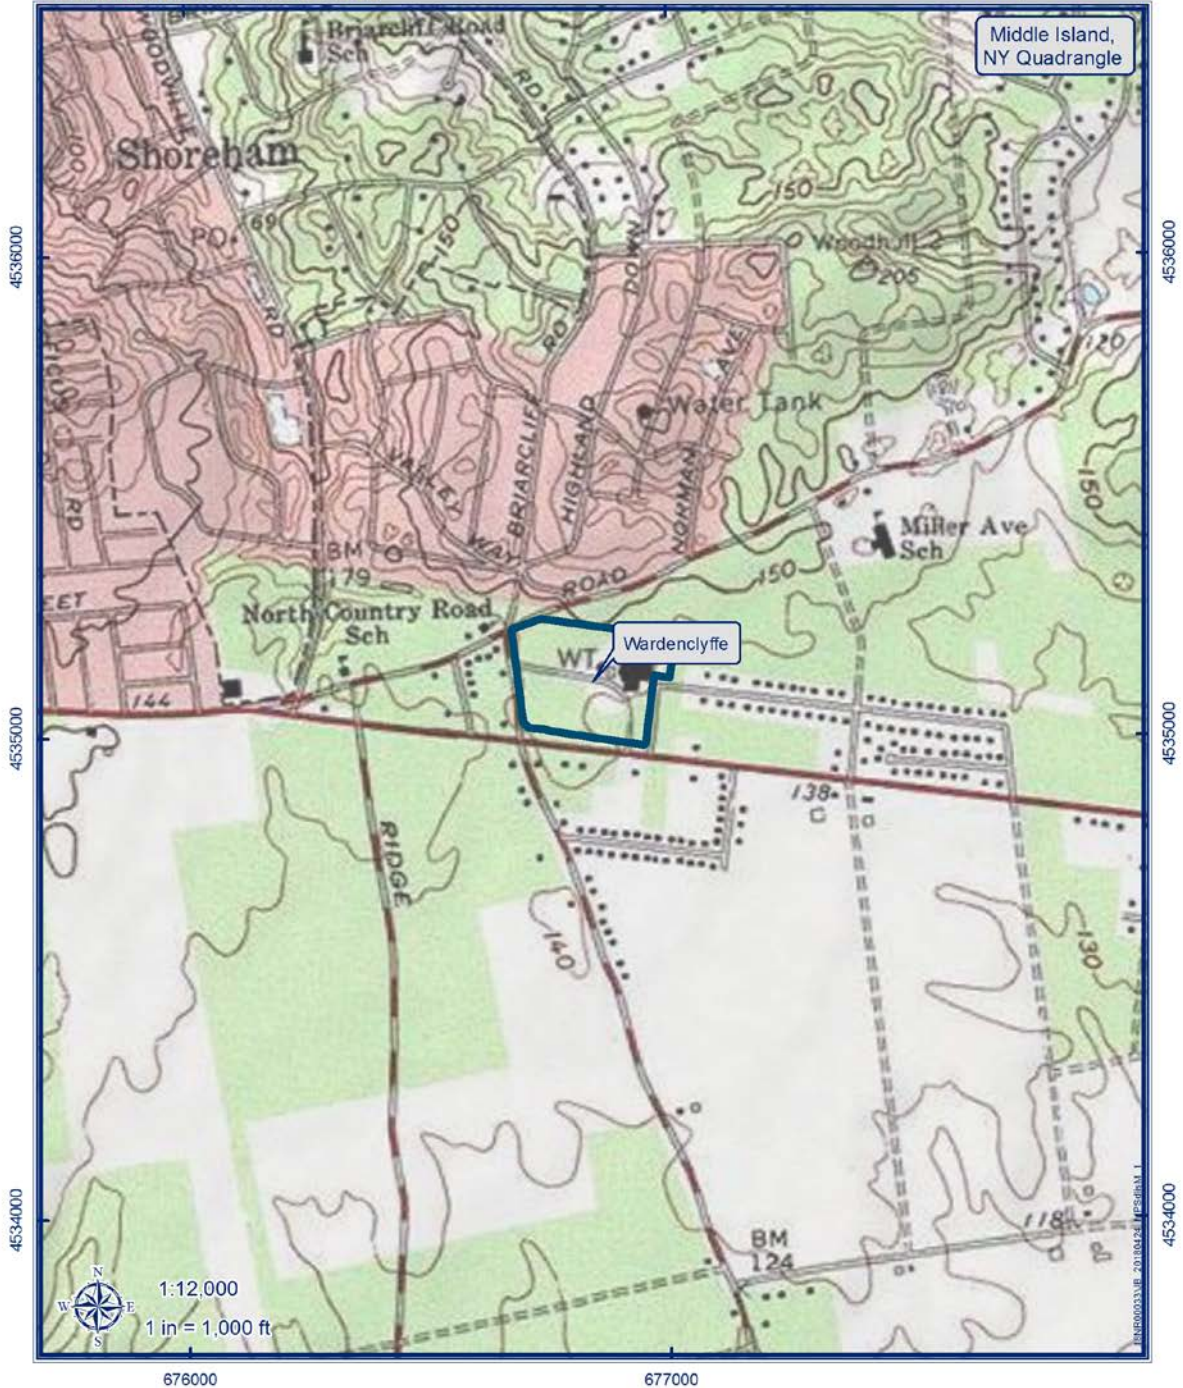 Middle Island,
NY Quadrangle
Briarcliff Road
Sch
WOODVILLE
RD
100
Shoreham
150
69
150
PO
DOWN
Woodhull 2
205
4536000
4536000
RD
RD
120
AVE
Water Tank
VALLEY
BRIARCLIFF
HIGHLAND
NORMAN
150
RD
Miller Ave
Sch
WAY
BM
179
ROAD
150
EET
North Country Road
Sch
Wardenclyffe
WT
144
4535000
4535000
138
RIDGE
140
130
4534000
4534000
118
BM
124
N
W E
S
1:12,000
1 in = 1,000 ft
676000
677000